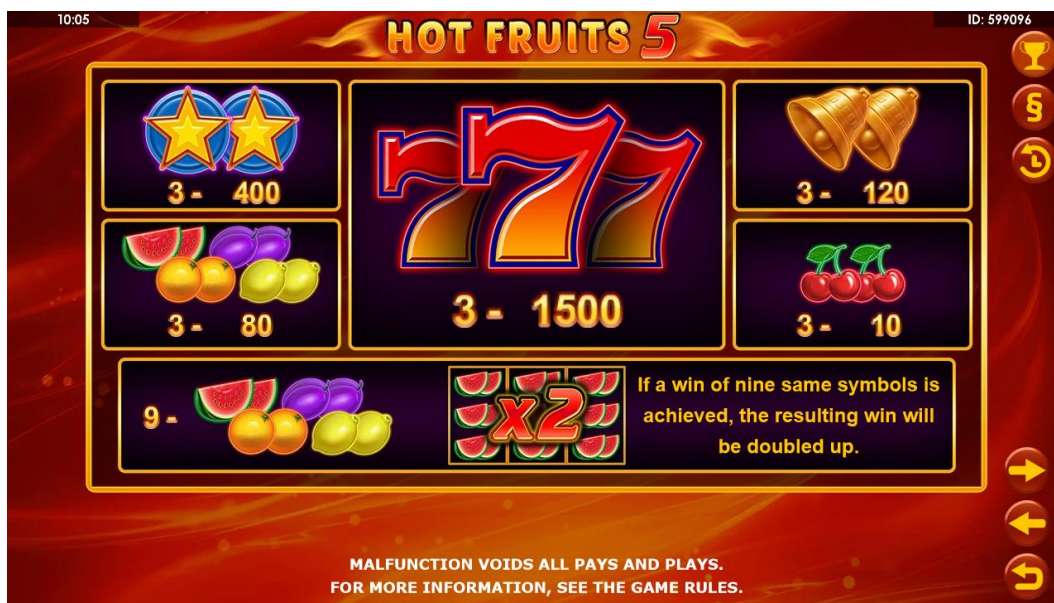 10:05
ID: 599096
HOT FRUITS 5
§
3 - 400
777
3 - 1500
3 - 120
3 - 80
3 - 10
9 -
x2
If a win of nine same symbols is
achieved, the resulting win will
be doubled up.
MALFUNCTION VOIDS ALL PAYS AND PLAYS.
FOR MORE INFORMATION, SEE THE GAME RULES.